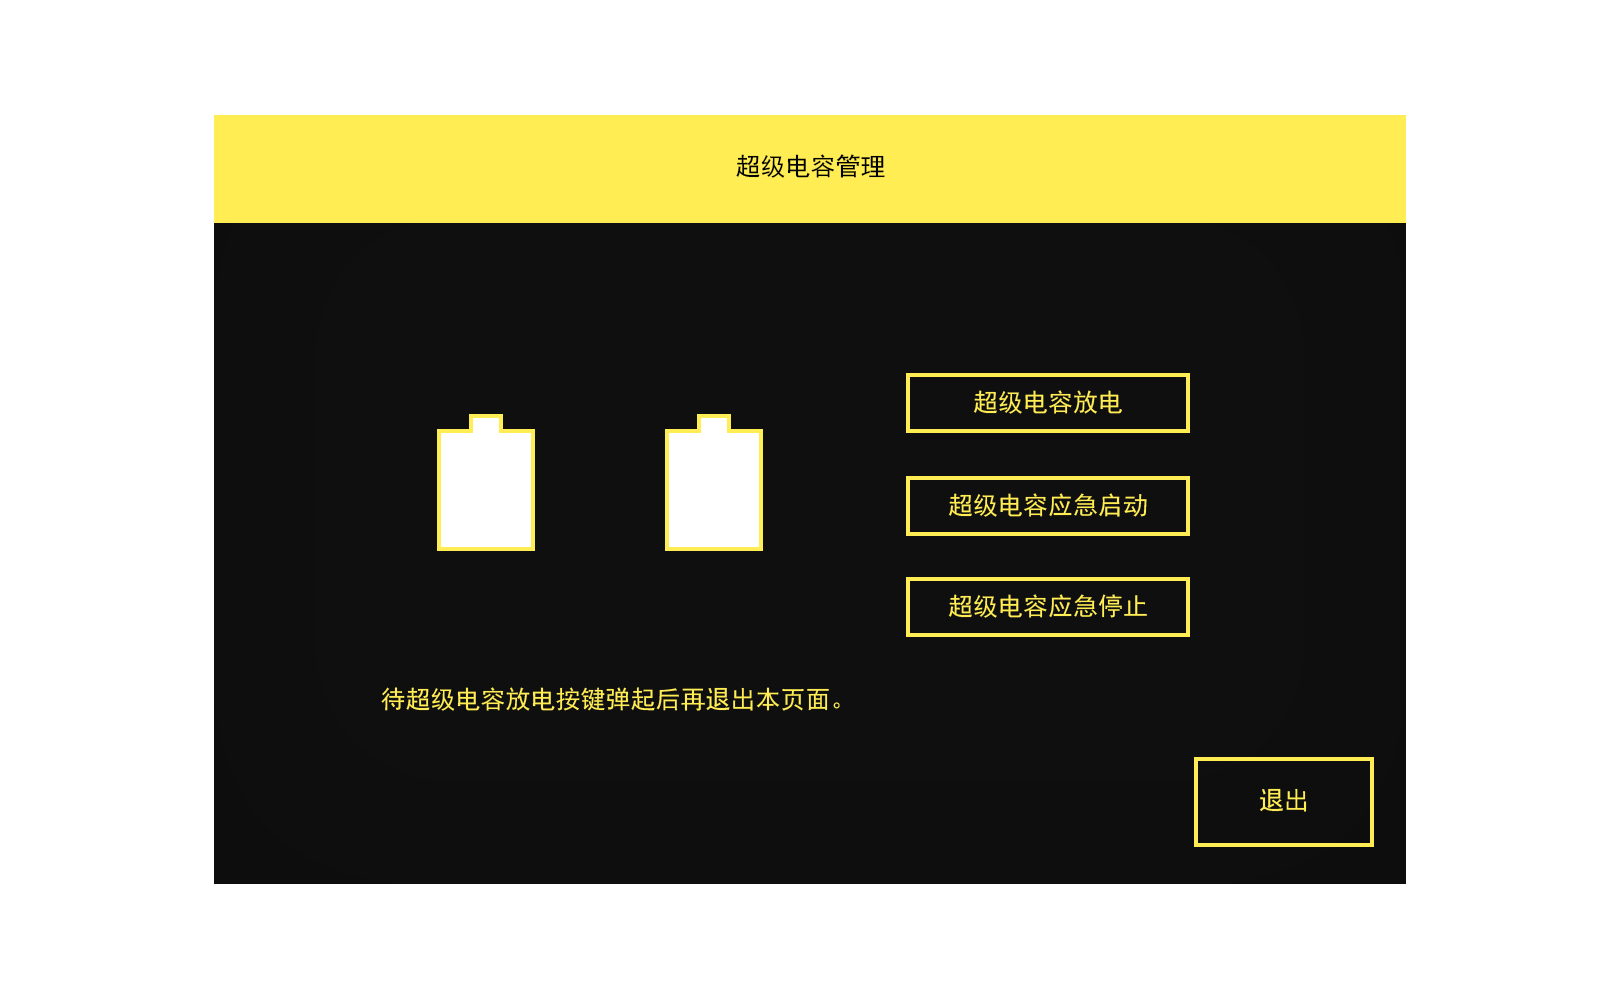 超级电容管理
超级电容放电
超级电容应急启动
超级电容应急停止
待超级电容放电按键弹起后再退出本页面。
退出